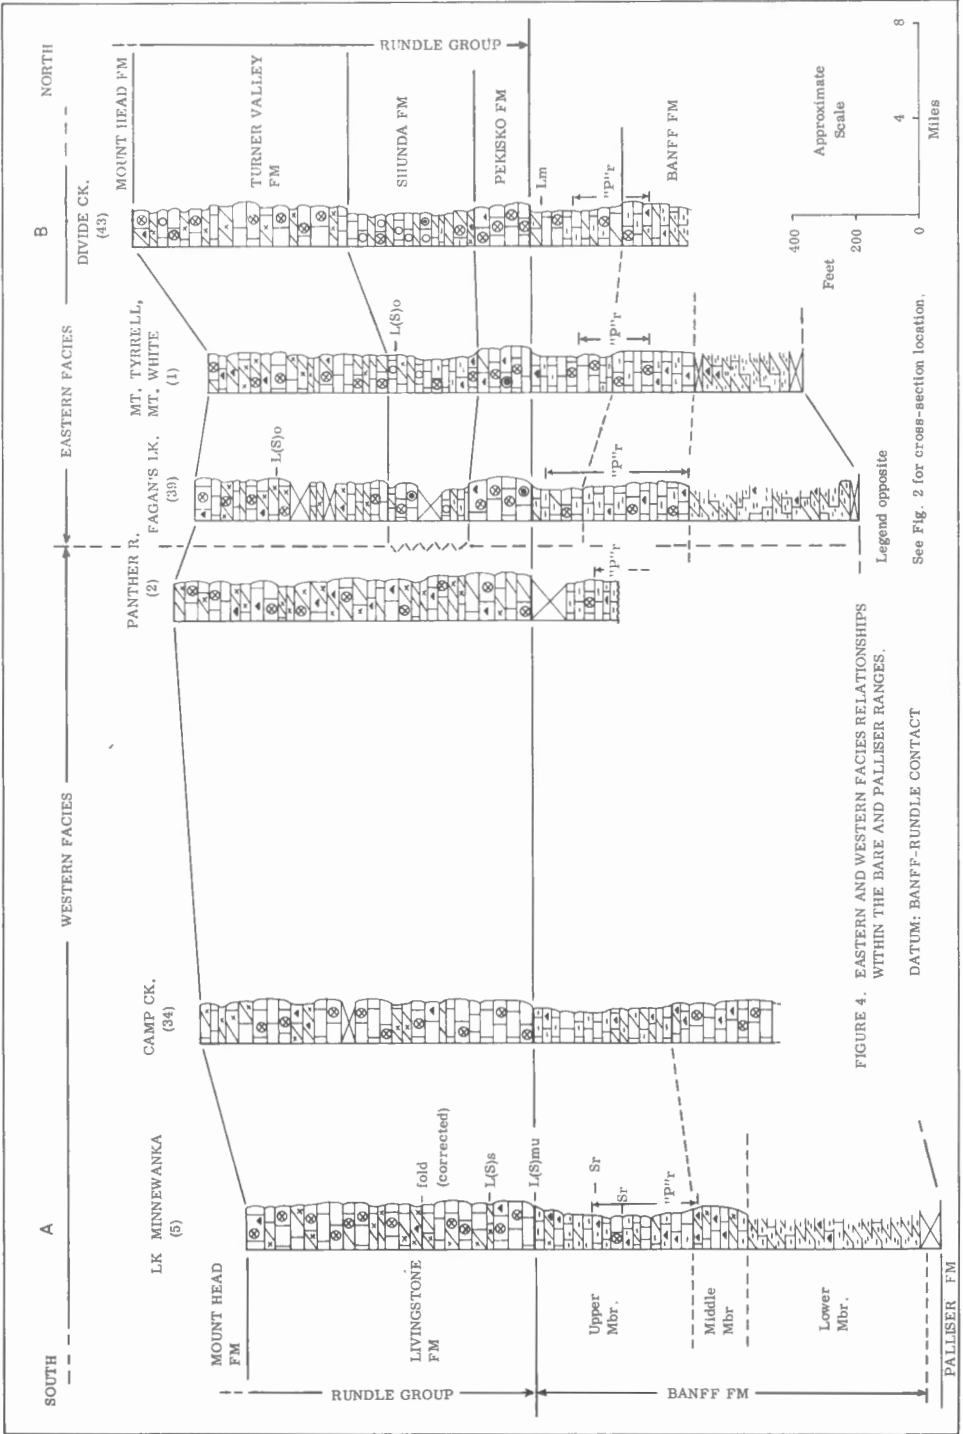 SOUTH
A
WESTERN FACIES
EASTERN FACIES
B
NORTH
LK MINNEWANKA
(5)
CAMP CK.
(34)
PANTHER R.
(2)
FAGAN'S LK.
(39)
MT. TYRRELL,
MT. WHITE
(1)
DIVIDE CK.
(43)
MOUNT HEAD
FM
LIVINGSTONE
FM
RUNDLE GROUP
fold
(corrected)
L(S)s
L(S)mu
Sr
Sr
"P"r
Upper
Mbr.
Middle
Mbr
Lower
Mbr.
BANFF FM
PALLISER FM
"P"r
L(S)o
"P"r
L(S)o
"P"r
MOUNT HEAD FM
TURNER VALLEY
FM
RUNDLE GROUP
SHUNDA FM
PEKISKO FM
Lm
"P"r
BANFF FM
Approximate
Scale
400
200
0
Feet
4
8
Miles
Legend opposite
See Fig. 2 for cross-section location.
FIGURE 4. EASTERN AND WESTERN FACIES RELATIONSHIPS
WITHIN THE BARE AND PALLISER RANGES.
DATUM: BANFF-RUNDLE CONTACT